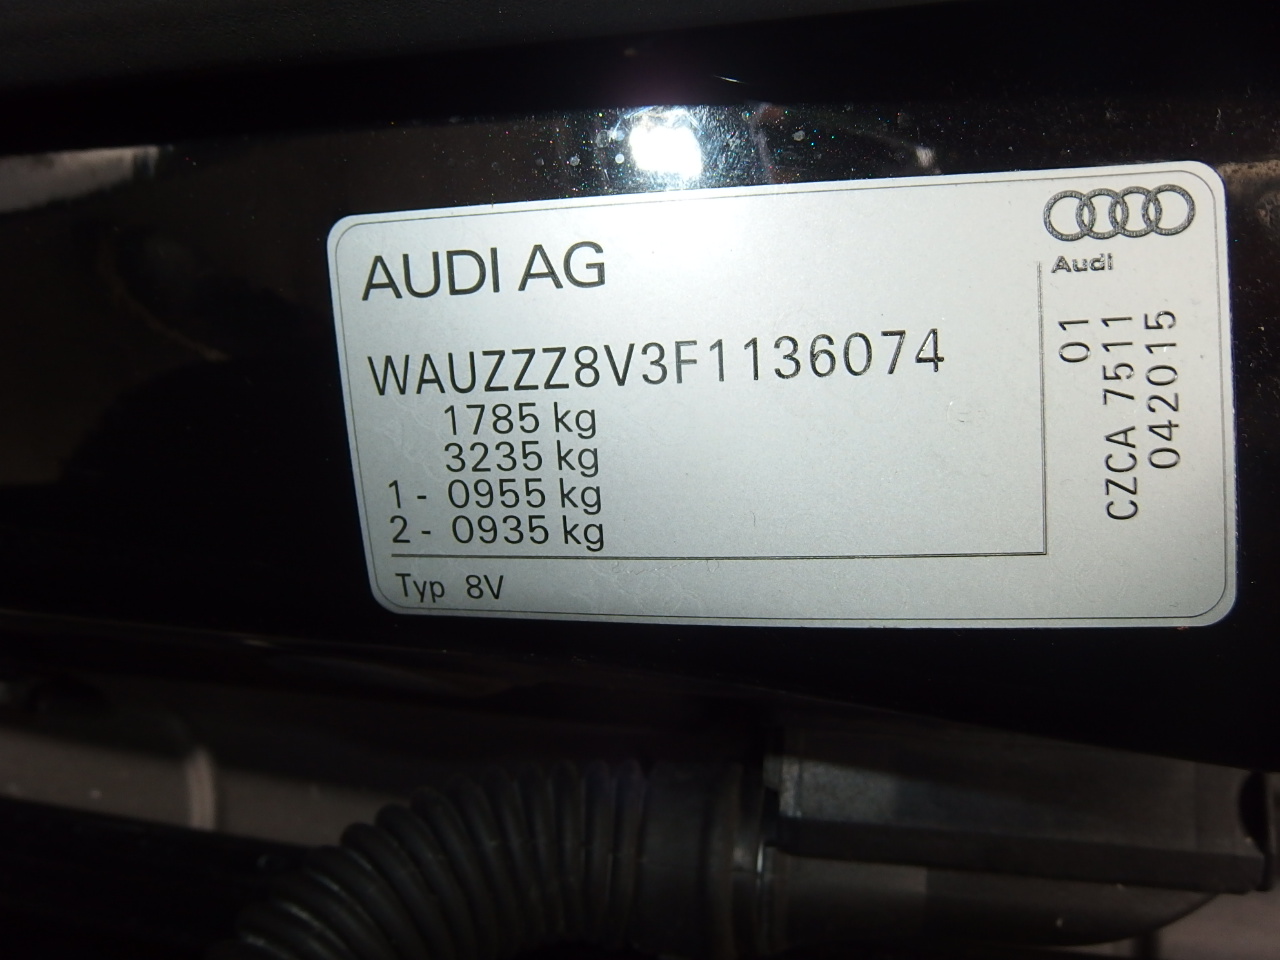 AUDI AG
WAUZZZ8V3F1136074
1785 kg
3235 kg
1 - 0955 kg
2 - 0935 kg
Typ 8V
Audi
01
CZCA 7511
042015